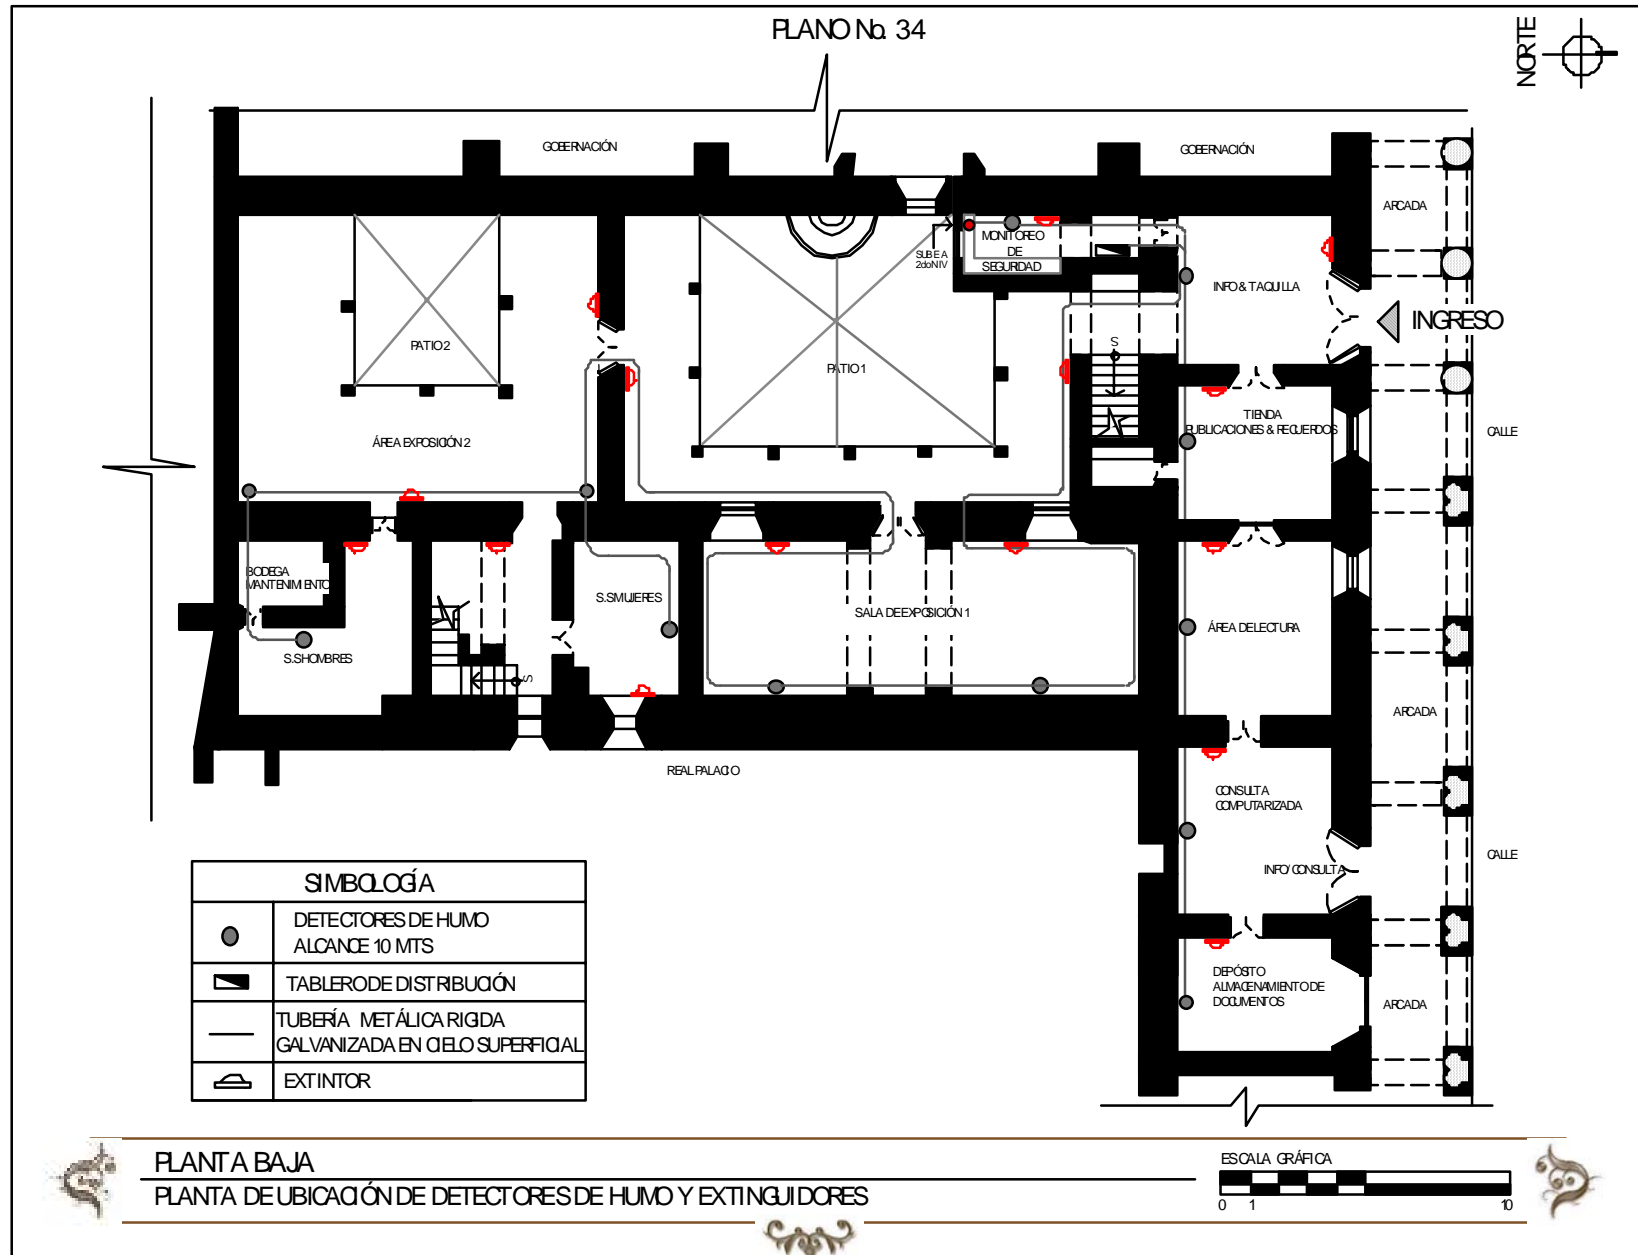 PLANO No. 34
NORTE
GOBERNACIÓN
GOBERNACIÓN
ARCADA
MONITOREO
DE
SEGURIDAD
SUBE A
2doNIV
INFO & TAQUILLA
INGRESO
PATIO 2
PATIO 1
S
TIENDA
PUBLICACIONES & RECUERDOS
CALLE
ÁREA EXPOSICIÓN 2
BODEGA
MANTENIMIENTO
S.S MUJERES
SALA DE EXPOSICIÓN 1
ÁREA DE LECTURA
S.S HOMBRES
S
ARCADA
REAL PALACIO
CONSULTA
COMPUTARIZADA
INFO/ CONSULTA
CALLE
DEPÓSITO
ALMACENAMIENTO DE
DOCUMENTOS
ARCADA
SIMBOLOGÍA
DETECTORES DE HUMO
ALCANCE 10 MTS
TABLERO DE DISTRIBUCIÓN
TUBERÍA METÁLICA RIGIDA
GALVANIZADA EN CIELO SUPERFICIAL
EXTINTOR
PLANTA BAJA
PLANTA DE UBICACIÓN DE DETECTORES DE HUMO Y EXTINGUIDORES
ESCALA GRÁFICA
0 1 10